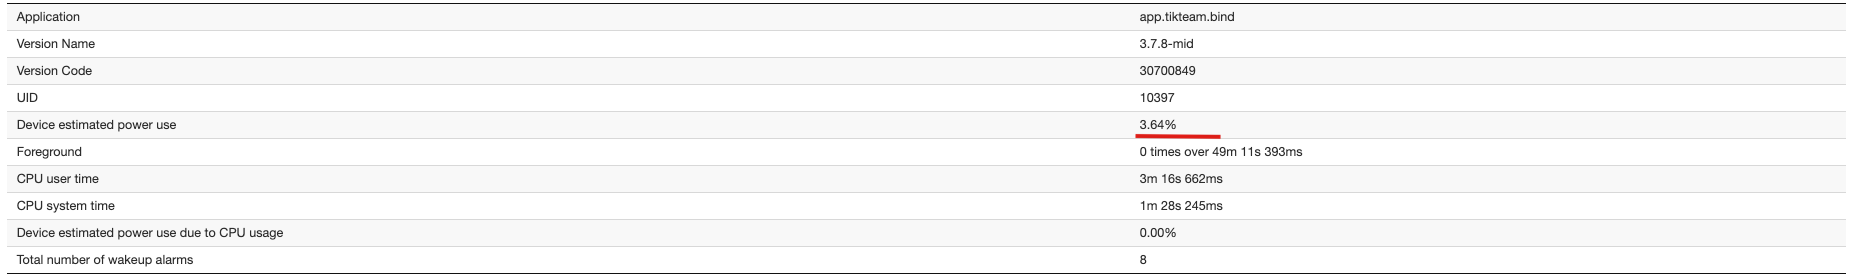 Application app.tikteam.bind
Version Name 3.7.8-mid
Version Code 30700849
UID 10397
Device estimated power use 3.64%
Foreground 0 times over 49m 11s 393ms
CPU user time 3m 16s 662ms
CPU system time 1m 28s 245ms
Device estimated power use due to CPU usage 0.00%
Total number of wakeup alarms 8